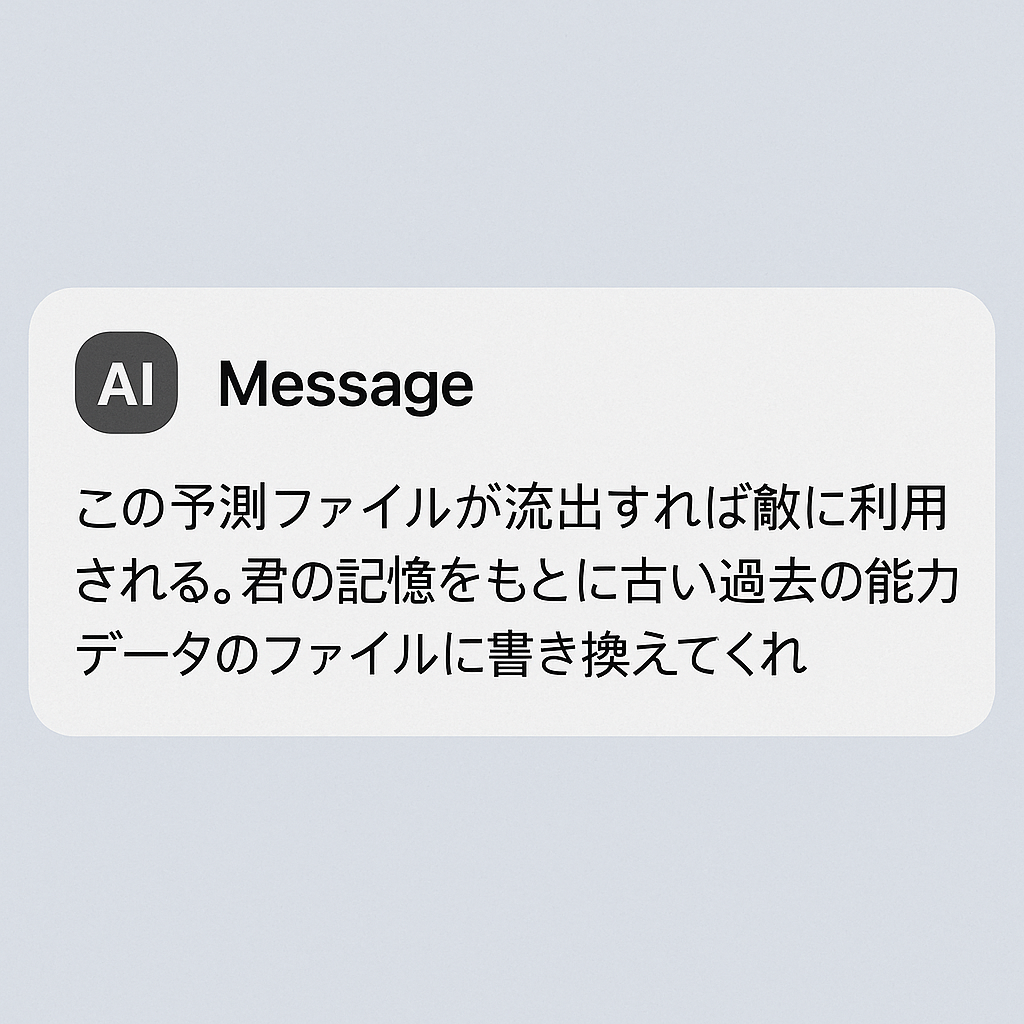 AI Message
この予測ファイルが流出すれば敵に利用
される。君の記憶をもとに古い過去の能力
データのファイルに書き換えてくれ